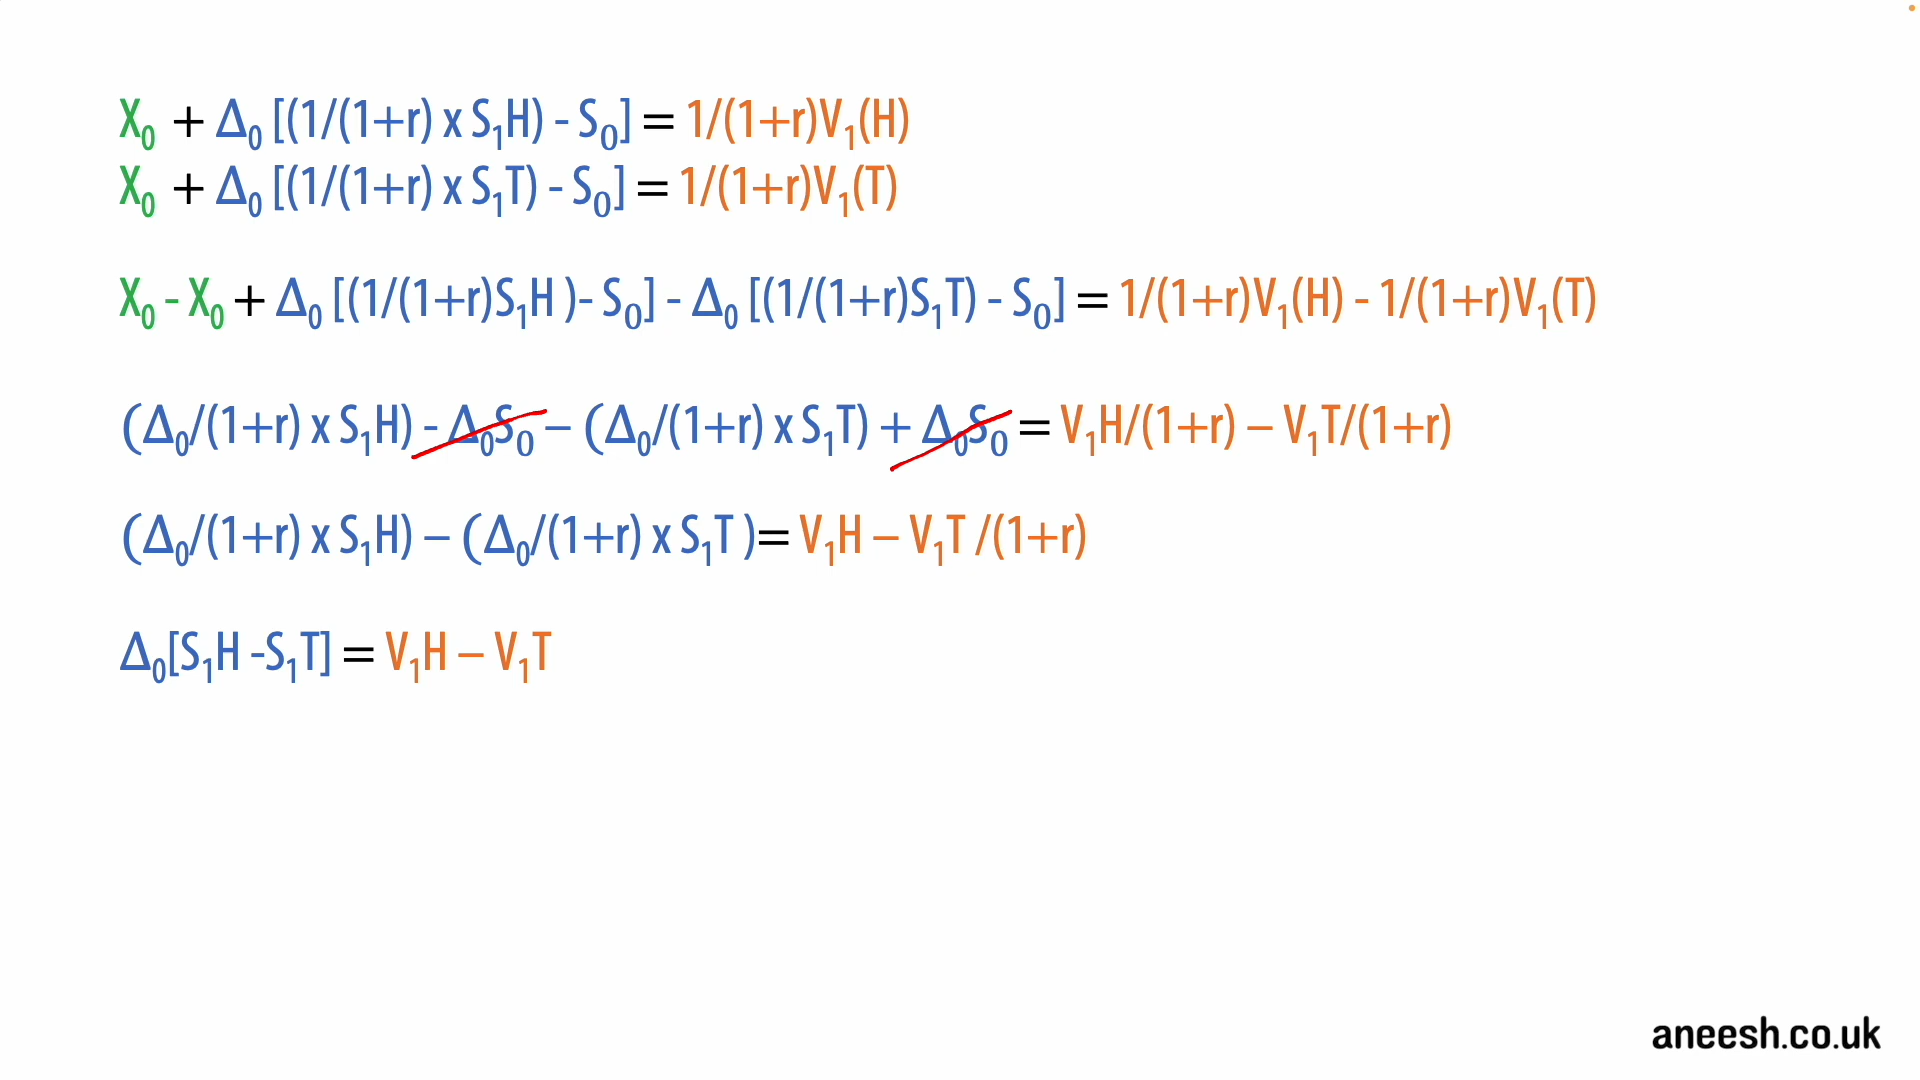 X₀ + Δ₀ [(1/(1+r) x S₁H) - S₀] = 1/(1+r)V₁(H)
X₀ + Δ₀ [(1/(1+r) x S₁T) - S₀] = 1/(1+r)V₁(T)
X₀ - X₀ + Δ₀ [(1/(1+r)S₁H )- S₀] - Δ₀ [(1/(1+r)S₁T) - S₀] = 1/(1+r)V₁(H) - 1/(1+r)V₁(T)
(Δ₀/(1+r) x S₁H) - Δ₀S₀ – (Δ₀/(1+r) x S₁T) + Δ₀S₀ = V₁H/(1+r) – V₁T/(1+r)
(Δ₀/(1+r) x S₁H) – (Δ₀/(1+r) x S₁T )= V₁H – V₁T /(1+r)
Δ₀[S₁H -S₁T] = V₁H – V₁T
aneesh.co.uk